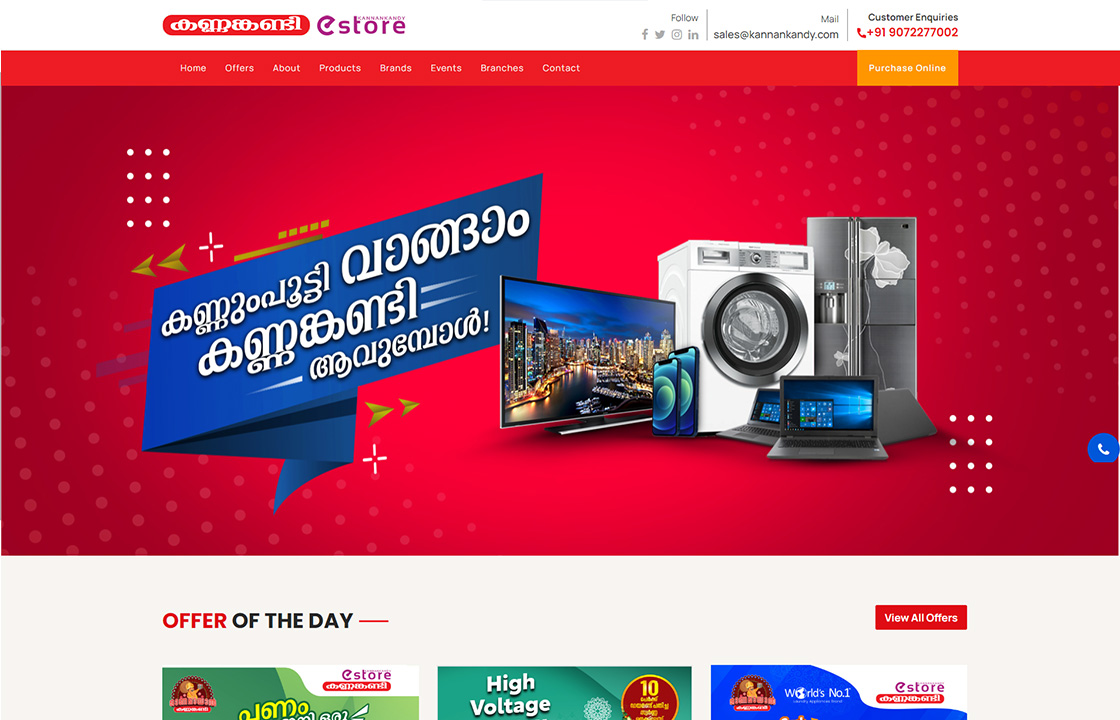 കണ്ണങ്കണ്ടി
KANNANKANDY
estore
Follow
Mail
sales@kannankandy.com
Customer Enquiries
+91 9072277002
Home Offers About Products Brands Events Branches Contact
Purchase Online
കണ്ണുംപൂട്ടി വാങ്ങാം
കണ്ണങ്കണ്ടി
ആവുമ്പോൾ!
OFFER OF THE DAY
View All Offers
KANNANKANDY
estore
കണ്ണങ്കണ്ടി
പണം
High
Voltage
10
World's No.1
estore
കണ്ണങ്കണ്ടി